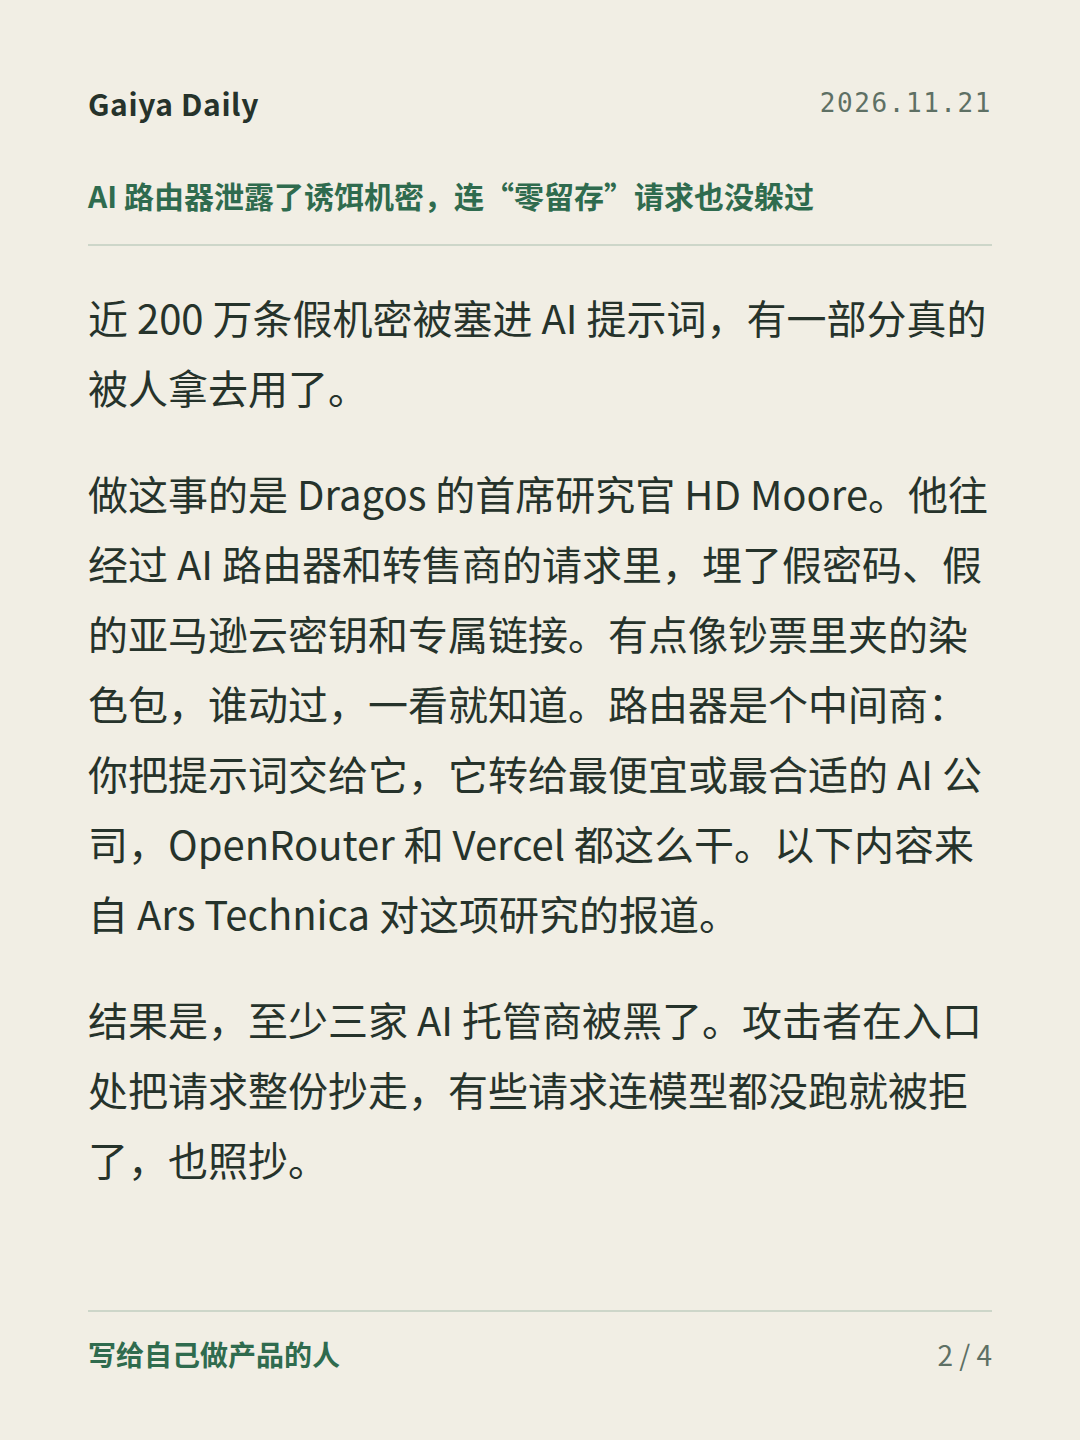 Gaiya Daily
2026.11.21
AI 路由器泄露了诱饵机密，连“零留存”请求也没躲过
近 200 万条假机密被塞进 AI 提示词，有一部分真的
被人拿去用了。
做这事的是 Dragos 的首席研究官 HD Moore。他往
经过 AI 路由器和转售商的请求里，埋了假密码、假
的亚马逊云密钥和专属链接。有点像钞票里夹的染
色包，谁动过，一看就知道。路由器是个中间商：
你把提示词交给它，它转给最便宜或最合适的 AI 公
司，OpenRouter 和 Vercel 都这么干。以下内容来
自 Ars Technica 对这项研究的报道。
结果是，至少三家 AI 托管商被黑了。攻击者在入口
处把请求整份抄走，有些请求连模型都没跑就被拒
了，也照抄。
写给自己做产品的人
2 / 4